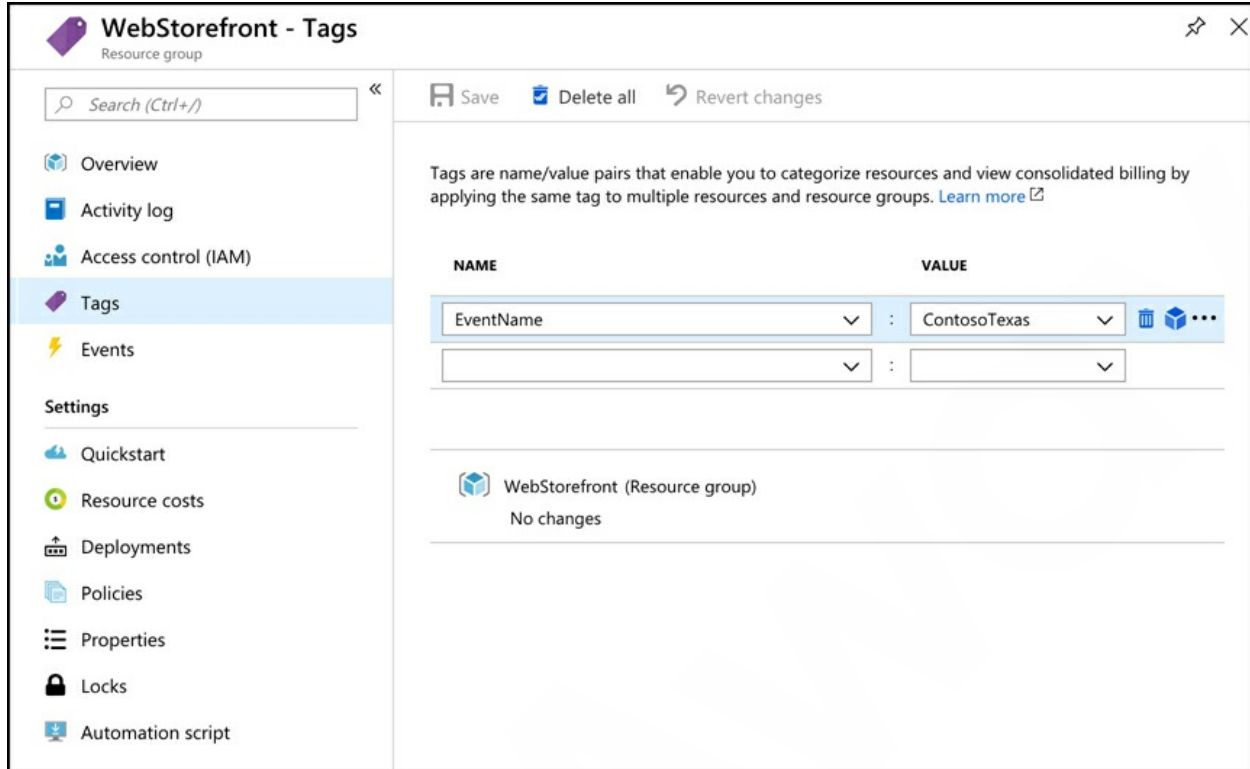 WebStorefront - Tags
Resource group
Search (Ctrl+/)
«
Overview
Activity log
Access control (IAM)
Tags
Events
Settings
Quickstart
Resource costs
Deployments
Policies
Properties
Locks
Automation script
Save Delete all Revert changes
Tags are name/value pairs that enable you to categorize resources and view consolidated billing by
applying the same tag to multiple resources and resource groups. Learn more
NAME VALUE
EventName : ContosoTexas
:
WebStorefront (Resource group)
No changes